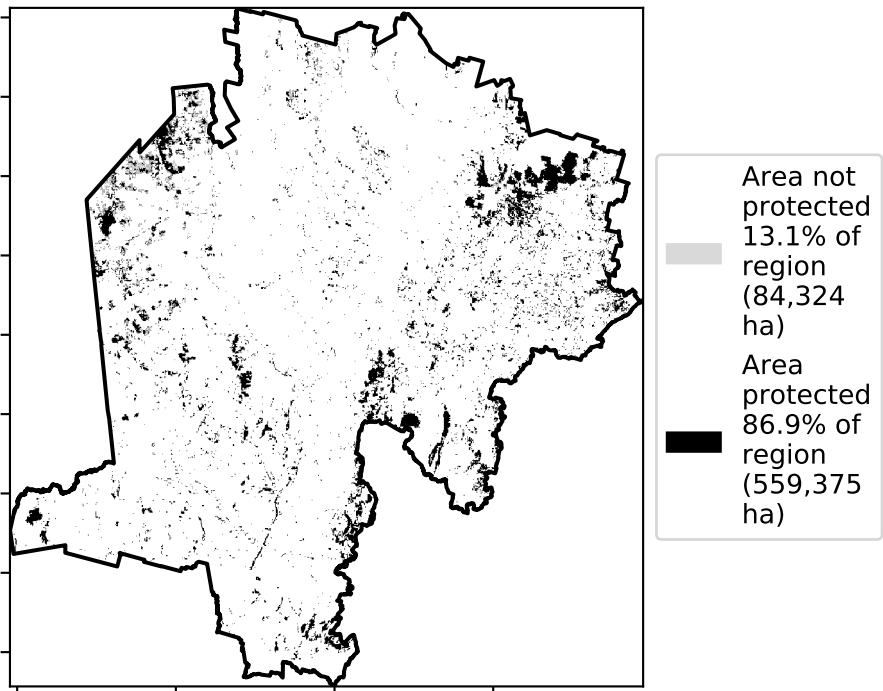 Area not
protected
13.1% of
region
(84,324
ha)
Area
protected
86.9% of
region
(559,375
ha)